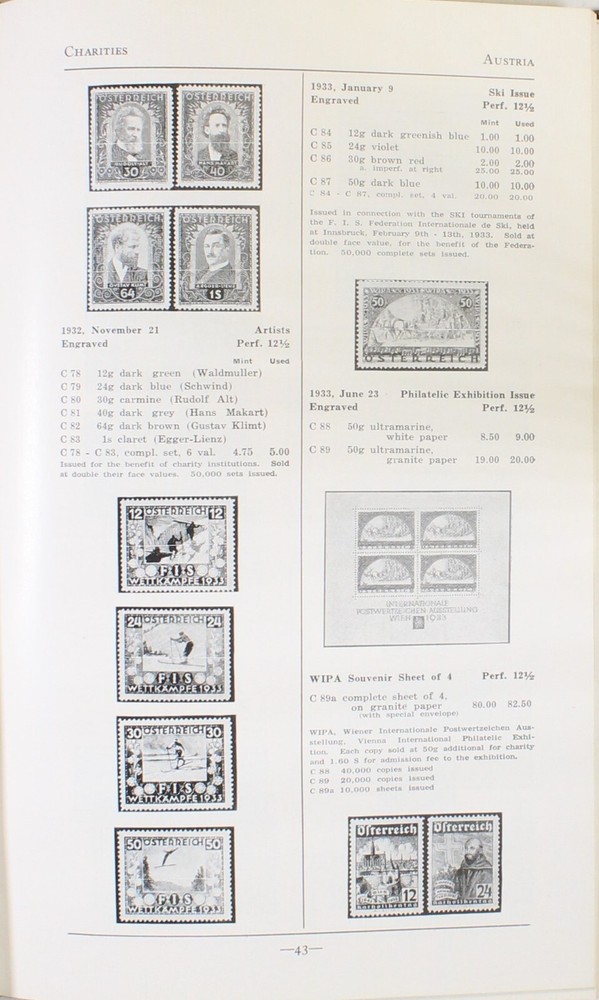 CHARITIES
AUSTRIA
ÖSTERREICH
30
ÖSTERREICH
40
64
GUSTAV KLIMT
1S
EGGER-LIENZ
1932, November 21 Artists
Engraved Perf. 12½
Mint Used
C 78 12g dark green (Waldmuller)
C 79 24g dark blue (Schwind)
C 80 30g carmine (Rudolf Alt)
C 81 40g dark grey (Hans Makart)
C 82 64g dark brown (Gustav Klimt)
C 83 1s claret (Egger-Lienz)
C 78 - C 83, compl. set, 6 val. 4.75 5.00
Issued for the benefit of charity institutions. Sold
at double their face values. 50,000 sets issued.
12 ÖSTERREICH 12
F·I·S
WETTKÄMPFE 1933
24 ÖSTERREICH 24
F·I·S
WETTKÄMPFE 1933
30 ÖSTERREICH 30
F·I·S
WETTKÄMPFE 1933
50 ÖSTERREICH 50
F·I·S
WETTKÄMPFE 1933
1933, January 9 Ski Issue
Engraved Perf. 12½
Mint Used
C 84 12g dark greenish blue 1.00 1.00
C 85 24g violet 10.00 10.00
C 86 30g brown red 2.00 2.00
a. imperf. at right 25.00 25.00
C 87 50g dark blue 10.00 10.00
C 84 - C 87, compl. set, 4 val. 20.00 20.00
Issued in connection with the SKI tournaments of
the F. I. S. Federation Internationale de Ski, held
at Innsbruck, February 9th - 13th, 1933. Sold at
double face value, for the benefit of the Federa-
tion. 50,000 complete sets issued.
50 50
ÖSTERREICH
1933, June 23 Philatelic Exhibition Issue
Engraved Perf. 12½
C 88 50g ultramarine,
white paper 8.50 9.00
C 89 50g ultramarine,
granite paper 19.00 20.00
INTERNATIONALE
POSTWERTZEICHEN AUSSTELLUNG
WIEN 1933
WIPA Souvenir Sheet of 4 Perf. 12½
C 89a complete sheet of 4,
on granite paper 80.00 82.50
(with special envelope)
WIPA, Wiener Internationale Postwertzeichen Aus-
stellung, Vienna International Philatelic Exhi-
tion. Each copy sold at 50g additional for charity
and 1.60 S for admission fee to the exhibition.
C 88 40,000 copies issued
C 89 20,000 copies issued
C 89a 10,000 sheets issued
Österreich
12
Katholikentag
Österreich
24
Katholikentag
—43—